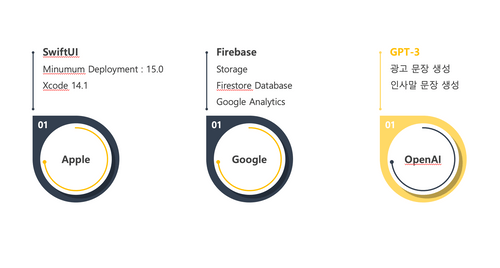 SwiftUI
Minumum Deployment : 15.0
Xcode 14.1
01
Apple
Firebase
Storage
Firestore Database
Google Analytics
01
Google
GPT-3
광고 문장 생성
인사말 문장 생성
01
OpenAI